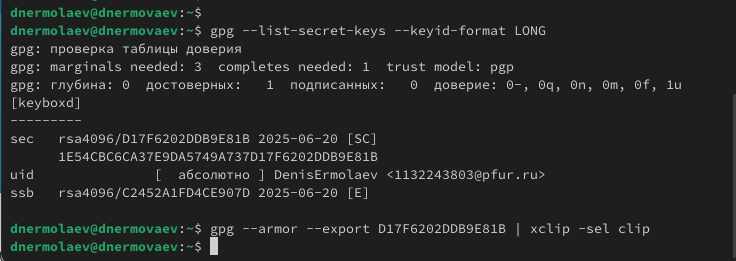 dnermolaev@dnermovaev:~$
dnermolaev@dnermovaev:~$ gpg --list-secret-keys --keyid-format LONG
gpg: проверка таблицы доверия
gpg: marginals needed: 3  completes needed: 1  trust model: pgp
gpg: глубина: 0  достоверных:   1  подписанных:   0  доверие: 0-, 0q, 0n, 0m, 0f, 1u
[keyboxd]
---------
sec   rsa4096/D17F6202DDB9E81B 2025-06-20 [SC]
      1E54CBC6CA37E9DA5749A737D17F6202DDB9E81B
uid               [  абсолютно ] DenisErmolaev <1132243803@pfur.ru>
ssb   rsa4096/C2452A1FD4CE907D 2025-06-20 [E]

dnermolaev@dnermovaev:~$ gpg --armor --export D17F6202DDB9E81B | xclip -sel clip
dnermolaev@dnermovaev:~$